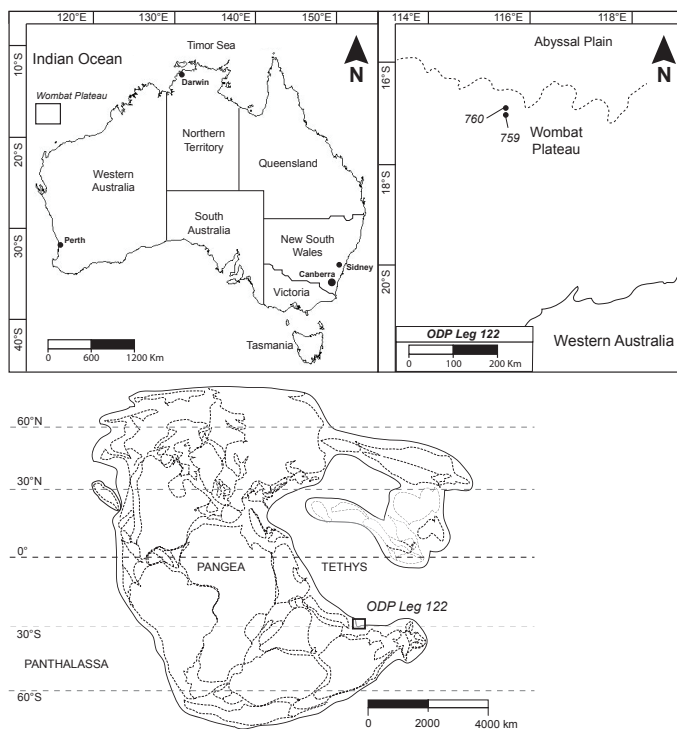 120°E
130°E
140°E
150°E
10°S
20°S
30°S
40°S
Indian Ocean
Timor Sea
N
Wombat Plateau
Darwin
Northern
Territory
Western
Australia
Queensland
South
Australia
New South
Wales
Perth
Sidney
Canberra
Victoria
Tasmania
0 600 1200 Km
114°E
116°E
118°E
16°S
18°S
20°S
Abyssal Plain
N
760
759
Wombat
Plateau
ODP Leg 122
0 100 200 Km
Western Australia
60°N
30°N
0°
30°S
60°S
PANGEA
TETHYS
ODP Leg 122
PANTHALASSA
0 2000 4000 km